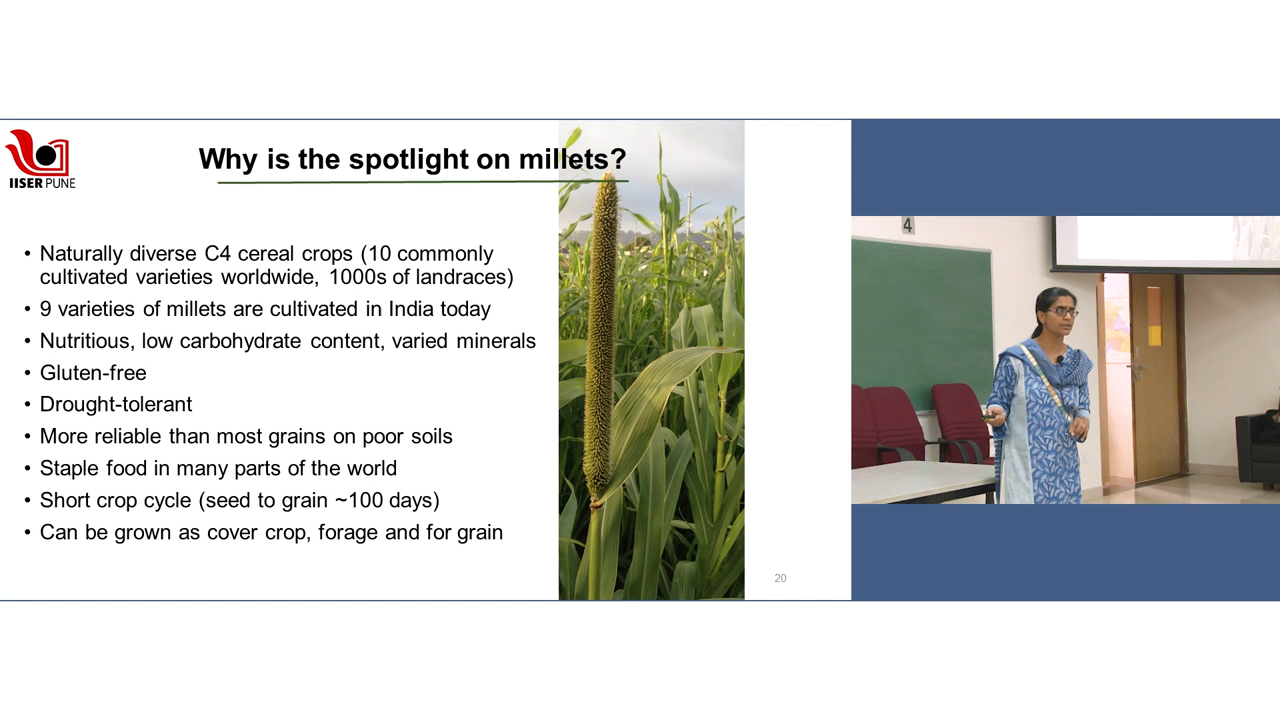 IISER PUNE
Why is the spotlight on millets?
• Naturally diverse C4 cereal crops (10 commonly
cultivated varieties worldwide, 1000s of landraces)
• 9 varieties of millets are cultivated in India today
• Nutritious, low carbohydrate content, varied minerals
• Gluten-free
• Drought-tolerant
• More reliable than most grains on poor soils
• Staple food in many parts of the world
• Short crop cycle (seed to grain ~100 days)
• Can be grown as cover crop, forage and for grain
20
4